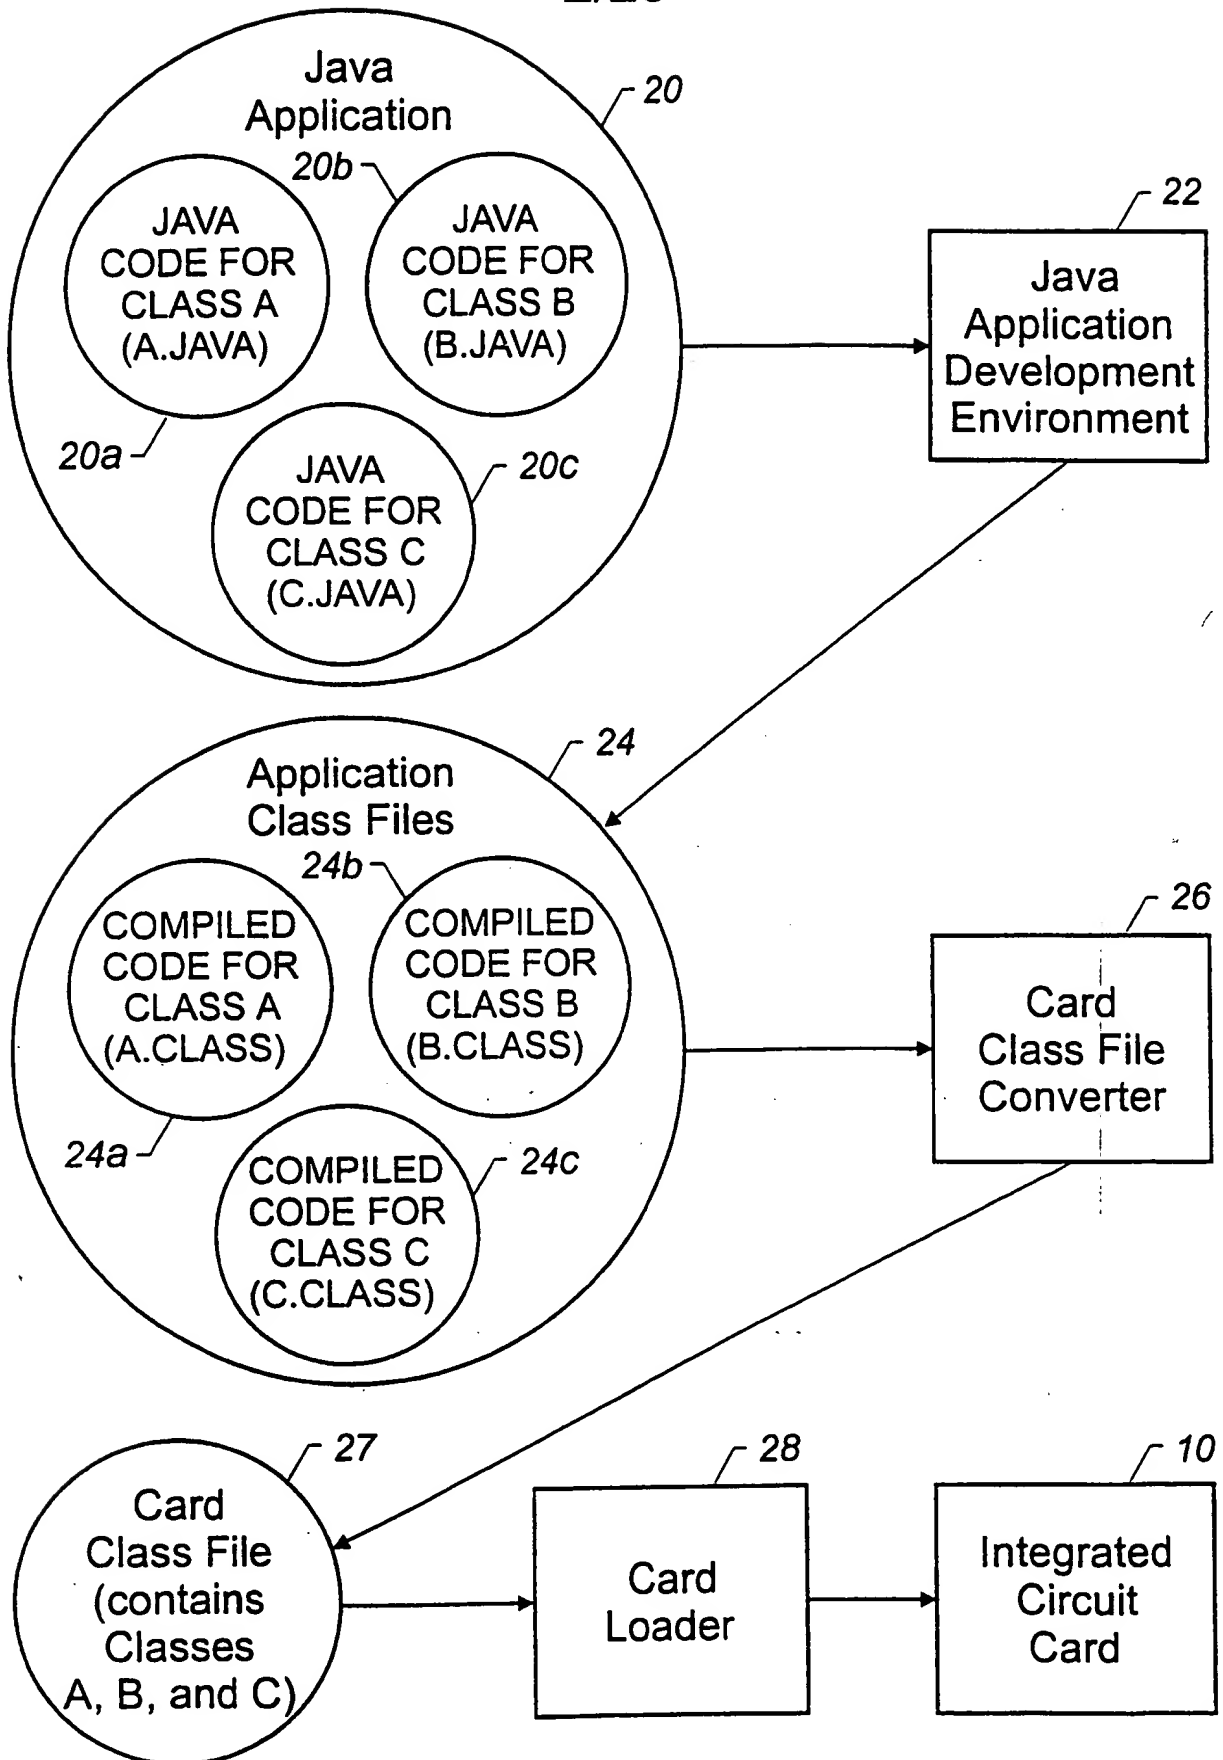 Java
Application
20
20b
JAVA
CODE FOR
CLASS A
(A.JAVA)
JAVA
CODE FOR
CLASS B
(B.JAVA)
20a
JAVA
CODE FOR
CLASS C
(C.JAVA)
20c
22
Java
Application
Development
Environment
24
Application
Class Files
24b
COMPILED
CODE FOR
CLASS A
(A.CLASS)
COMPILED
CODE FOR
CLASS B
(B.CLASS)
24a
COMPILED
CODE FOR
CLASS C
(C.CLASS)
24c
26
Card
Class File
Converter
27
Card
Class File
(contains
Classes
A, B, and C)
28
Card
Loader
10
Integrated
Circuit
Card